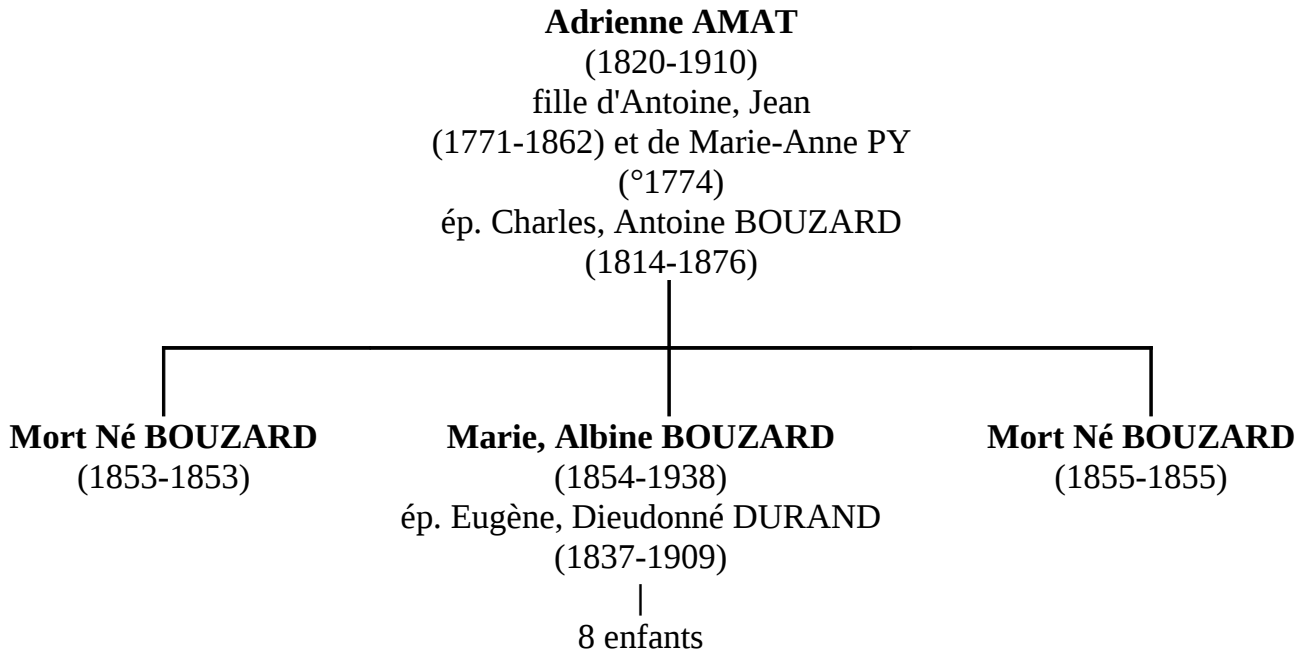 Adrienne AMAT
(1820-1910)
fille d'Antoine, Jean
(1771-1862) et de Marie-Anne PY
(°1774)
ép. Charles, Antoine BOUZARD
(1814-1876)
Mort Né BOUZARD
(1853-1853)
Marie, Albine BOUZARD
(1854-1938)
ép. Eugène, Dieudonné DURAND
(1837-1909)
8 enfants
Mort Né BOUZARD
(1855-1855)